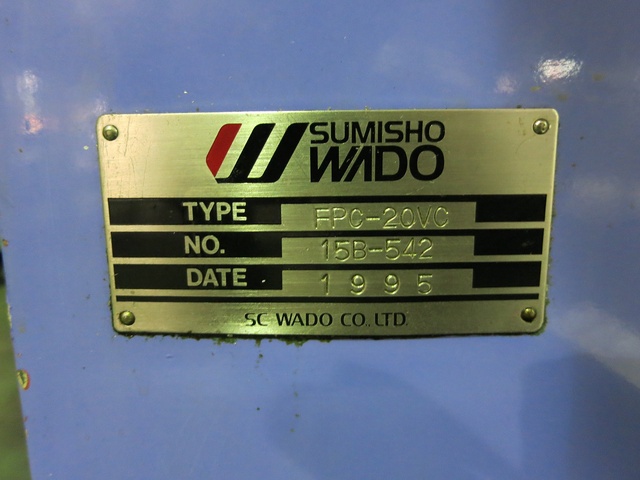 SUMISHO
WADO
TYPE FPC-20VC
NO. 15B-542
DATE 1995
SC WADO CO., LTD.